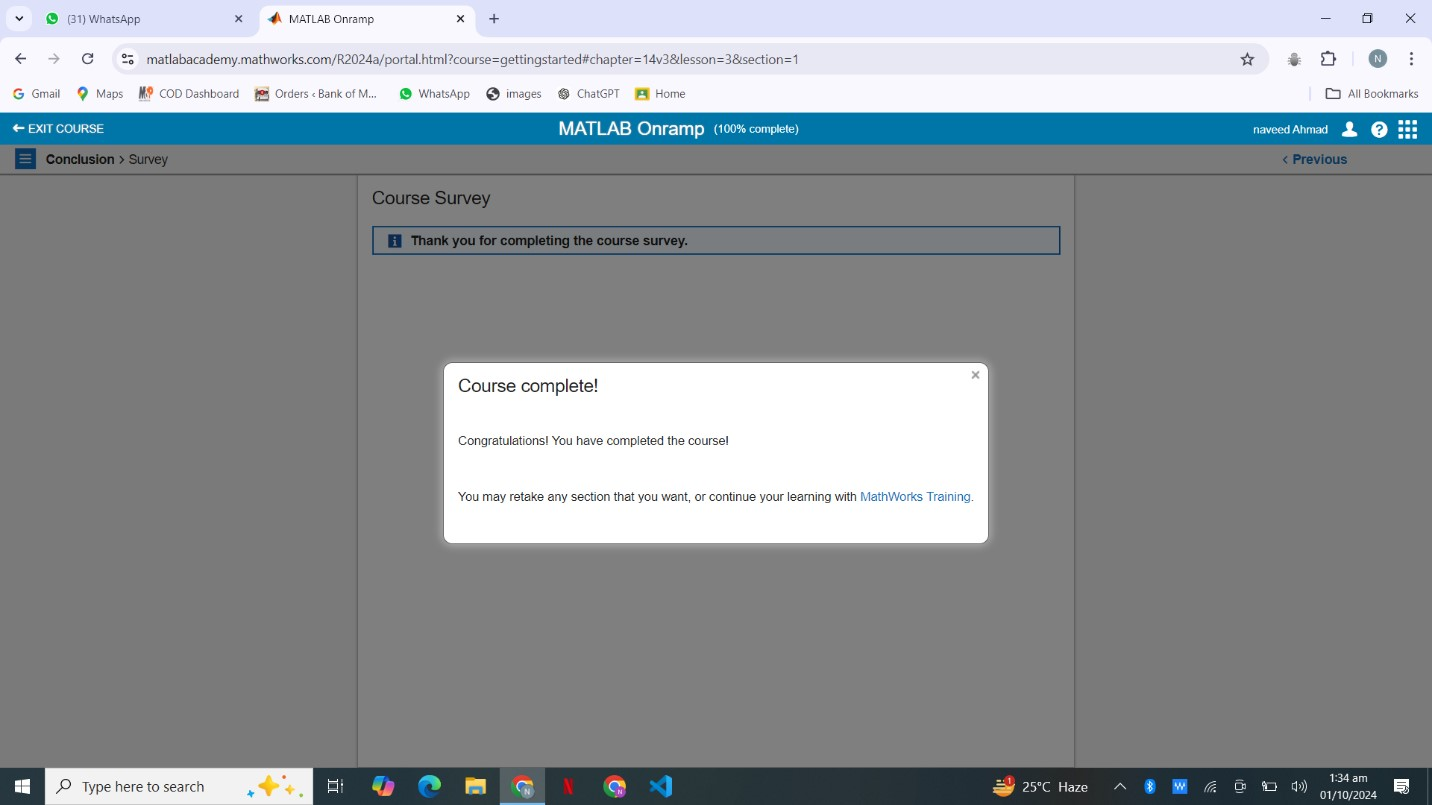 (31) WhatsApp
MATLAB Onramp
matlabacademy.mathworks.com/R2024a/portal.html?course=gettingstarted#chapter=14v3&lesson=3&section=1
N
Gmail
Maps
COD Dashboard
Orders ‹ Bank of M...
WhatsApp
images
ChatGPT
Home
All Bookmarks
EXIT COURSE
MATLAB Onramp (100% complete)
naveed Ahmad
Conclusion > Survey
‹ Previous
Course Survey
Thank you for completing the course survey.
Course complete!
Congratulations! You have completed the course!
You may retake any section that you want, or continue your learning with MathWorks Training.
Type here to search
25°C Haze
1:34 am
01/10/2024